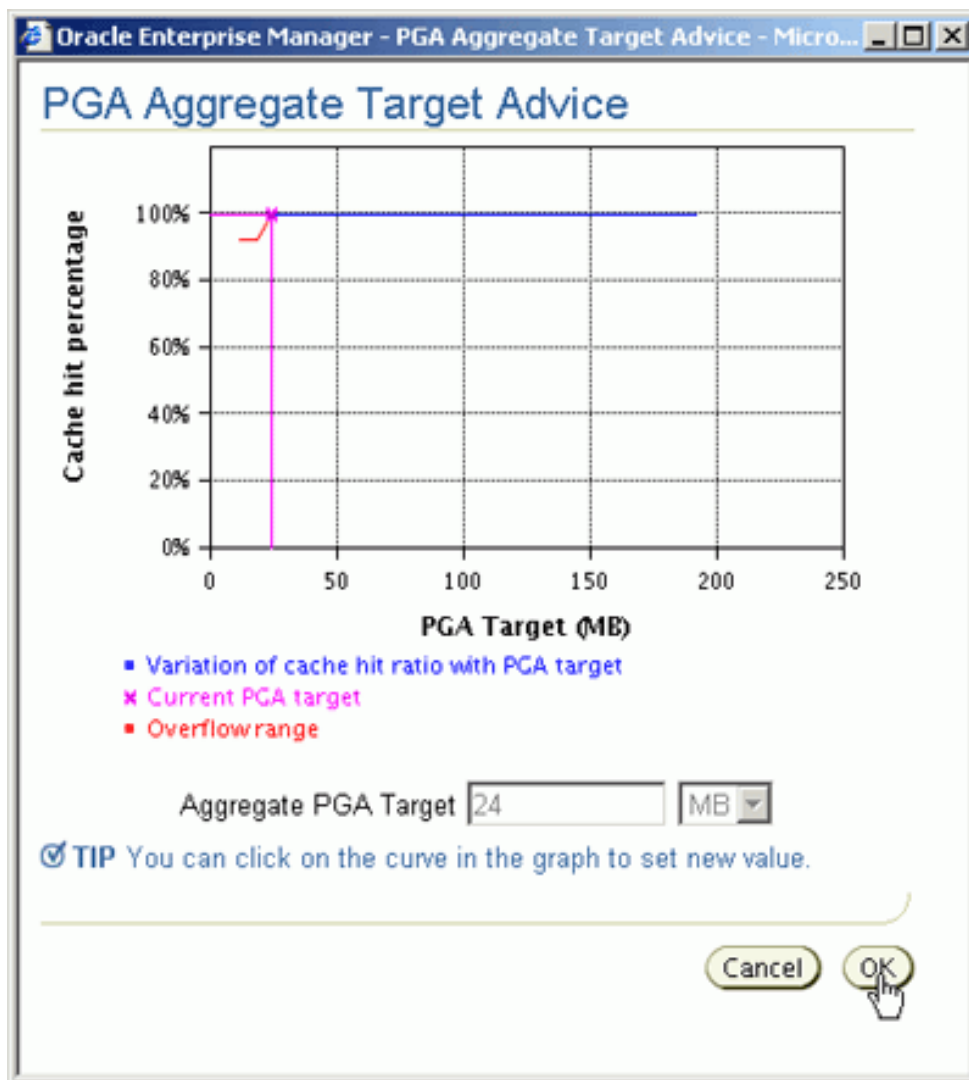 Oracle Enterprise Manager - PGA Aggregate Target Advice - Micro...
PGA Aggregate Target Advice
Cache hit percentage
100%
80%
60%
40%
20%
0%
0 50 100 150 200 250
PGA Target (MB)
Variation of cache hit ratio with PGA target
Current PGA target
Overflow range
Aggregate PGA Target 24 MB
TIP You can click on the curve in the graph to set new value.
Cancel OK